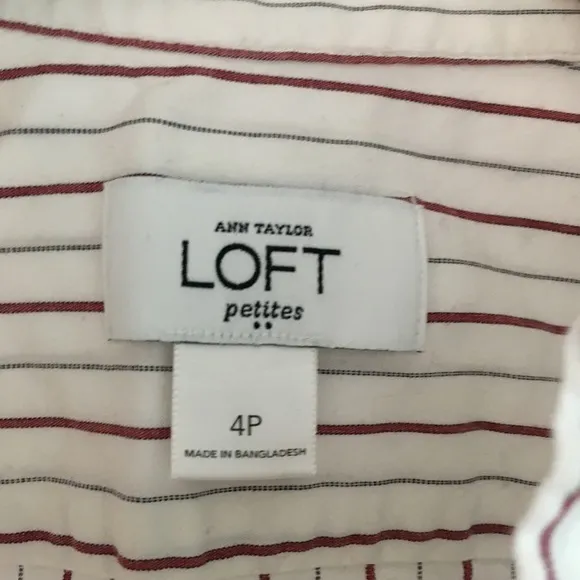 ANN TAYLOR
LOFT
petites
4P
MADE IN BANGLADESH